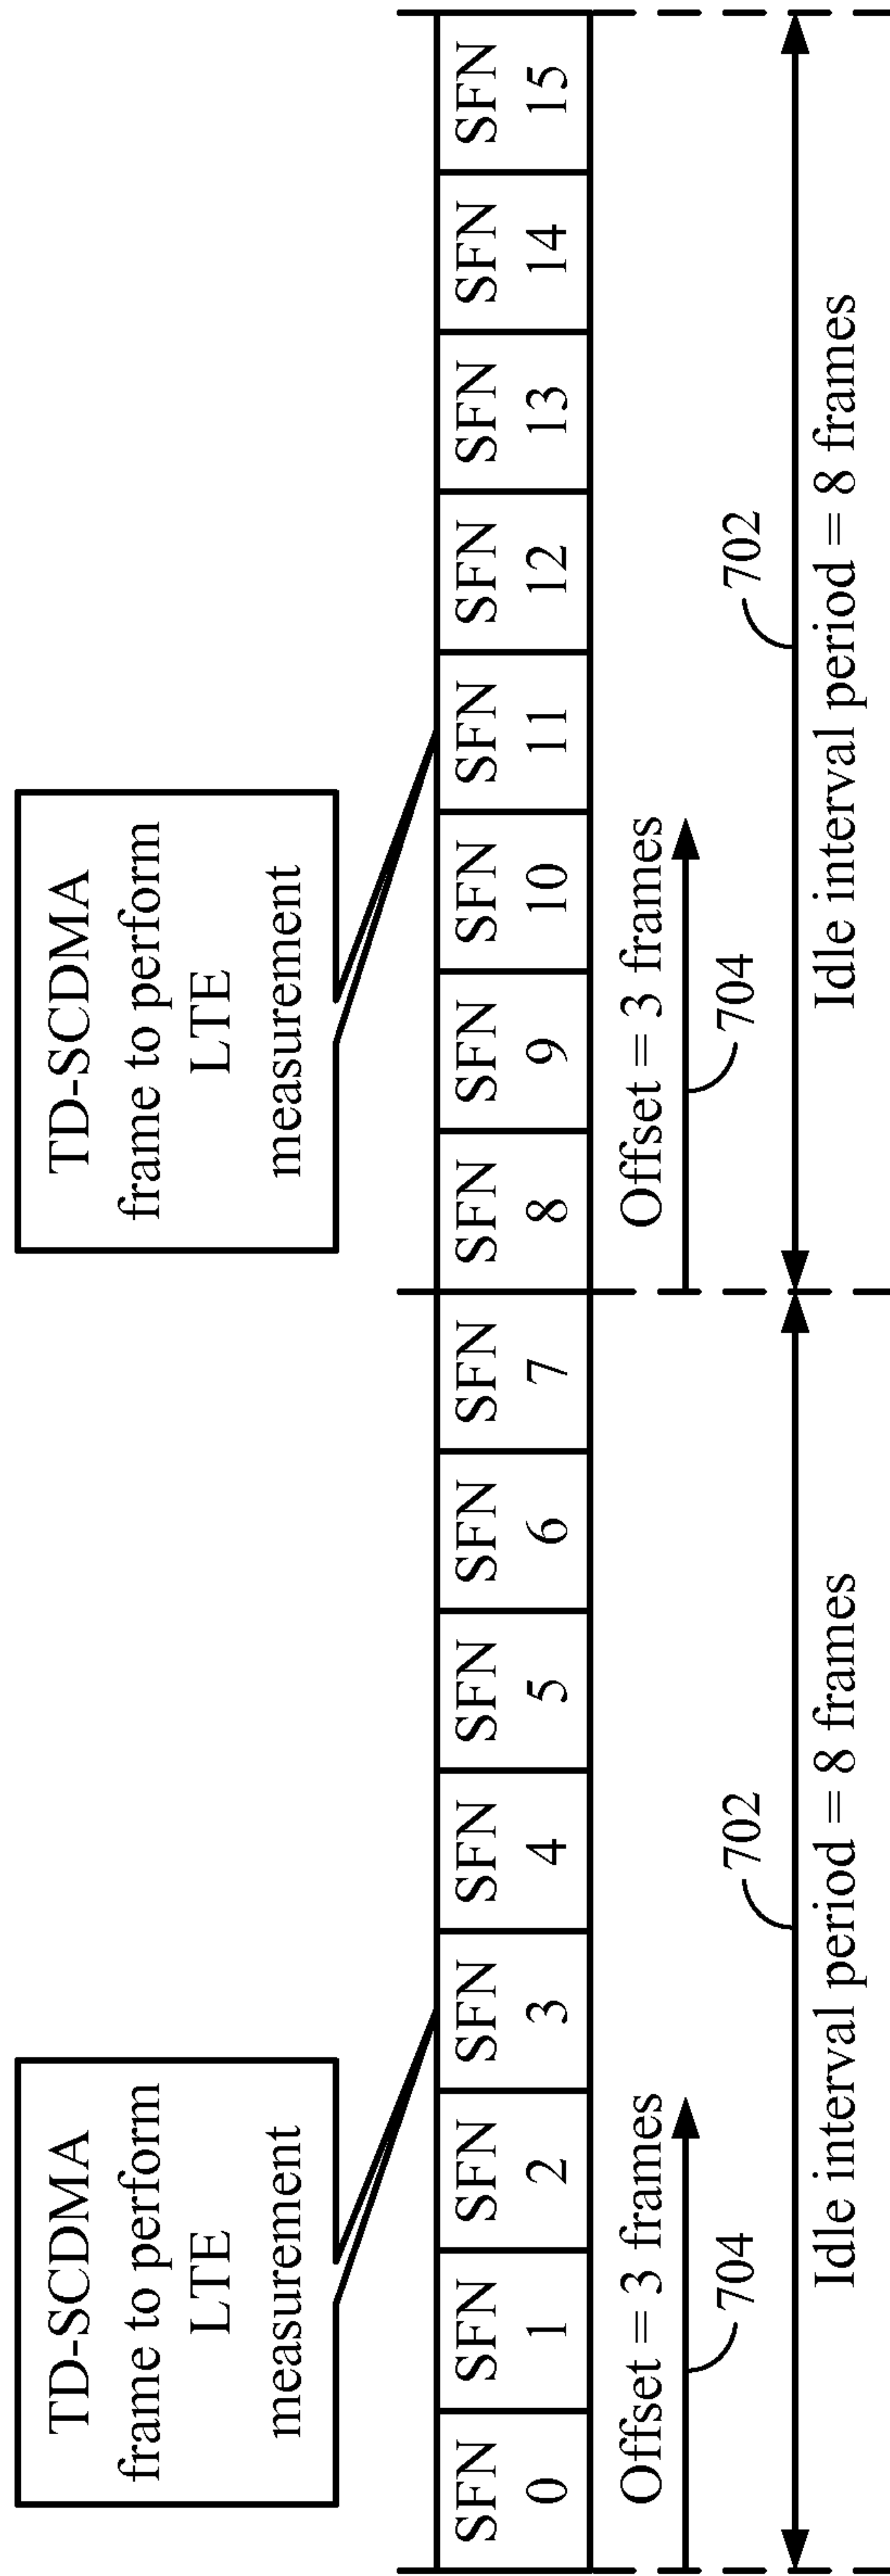 TD-SCDMA
frame to perform
LTE
measurement
TD-SCDMA
frame to perform
LTE
measurement
SFN
0
SFN
1
SFN
2
SFN
3
SFN
4
SFN
5
SFN
6
SFN
7
SFN
8
SFN
9
SFN
10
SFN
11
SFN
12
SFN
13
SFN
14
SFN
15
Offset = 3 frames
704
Offset = 3 frames
704
702
Idle interval period = 8 frames
702
Idle interval period = 8 frames